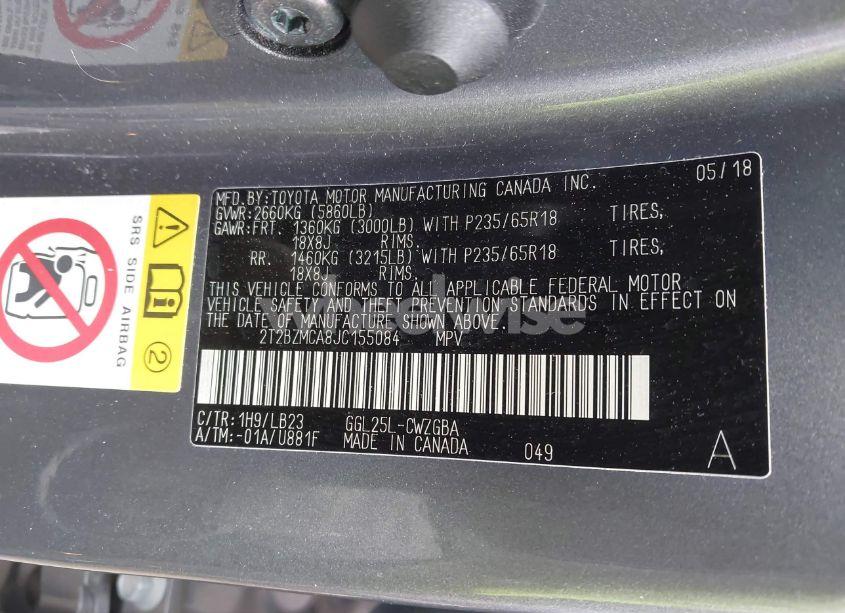 MFD.BY:TOYOTA MOTOR MANUFACTURING CANADA INC. 05/18
GVWR:2660KG (5860LB)
GAWR:FRT. 1360KG (3000LB) WITH P235/65R18 TIRES,
18X8J RIMS.
RR. 1460KG (3215LB) WITH P235/65R18 TIRES,
18X8J RIMS.
THIS VEHICLE CONFORMS TO ALL APPLICABLE FEDERAL MOTOR
VEHICLE SAFETY AND THEFT PREVENTION STANDARDS IN EFFECT ON
THE DATE OF MANUFACTURE SHOWN ABOVE.
2T2BZMCA8JC155084 MPV
C/TR:1H9/LB23 GGL25L-CWZGBA
A/TM:-01A/U881F MADE IN CANADA 049 A
SRS SIDE AIRBAG 2